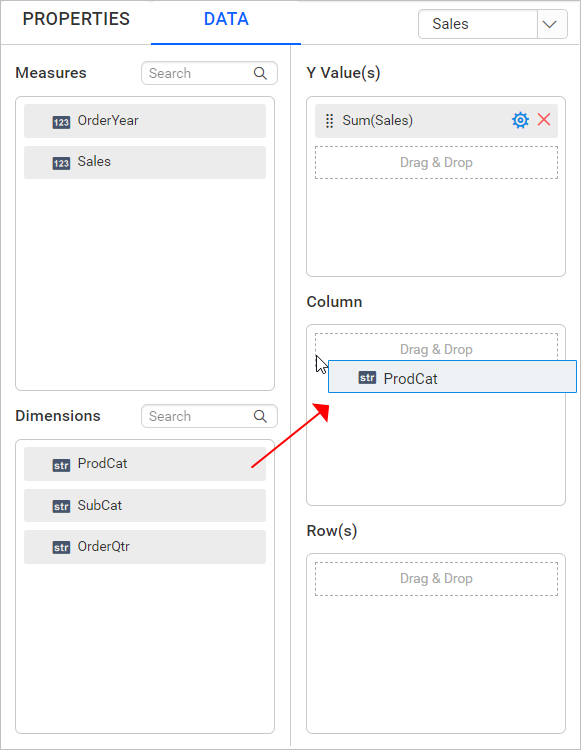 PROPERTIES
DATA
Sales
Measures
Search
123 OrderYear
123 Sales
Dimensions
Search
str ProdCat
str SubCat
str OrderQtr
Y Value(s)
Sum(Sales)
Drag & Drop
Column
Drag & Drop
str ProdCat
Row(s)
Drag & Drop